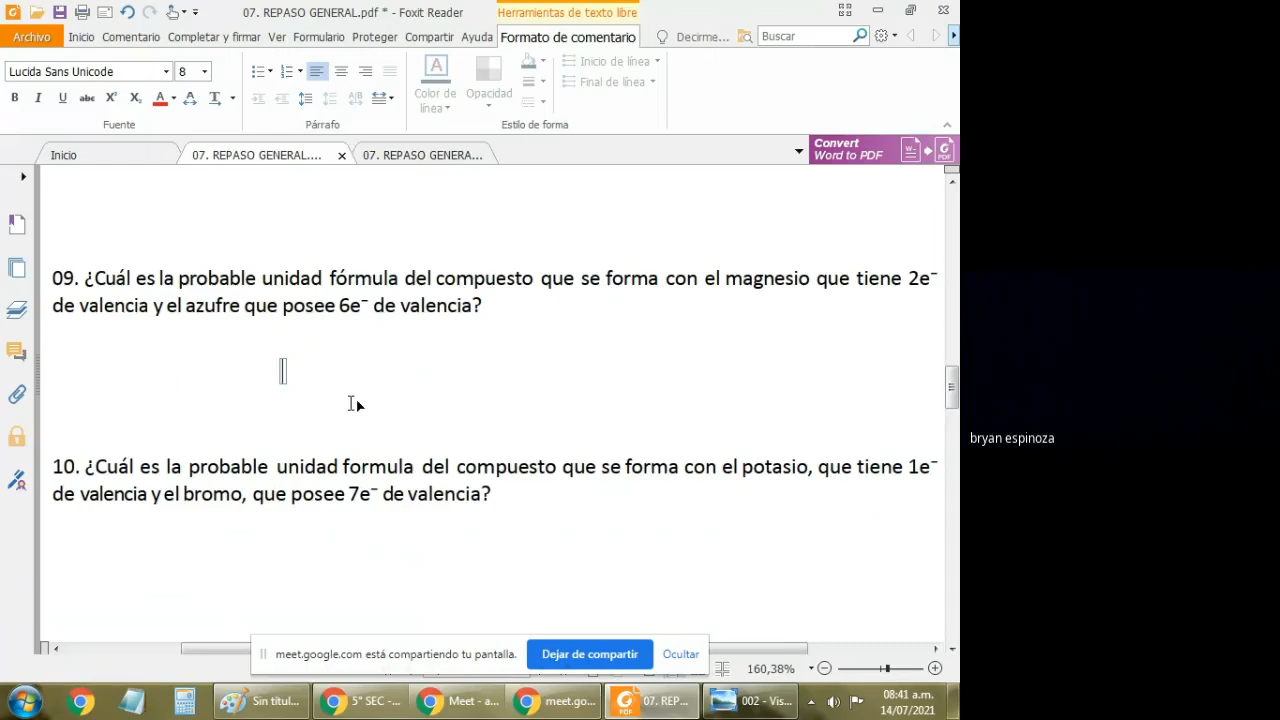 07. REPASO GENERAL.pdf * - Foxit Reader
Herramientas de texto libre
Archivo Inicio Comentario Completar y firmar Ver Formulario Proteger Compartir Ayuda Formato de comentario Decirme... Buscar
Lucida Sans Unicode 8
Color de línea
Opacidad
Inicio de línea
Final de línea
Fuente Párrafo Estilo de forma
Inicio 07. REPASO GENERAL.... 07. REPASO GENERA...
Convert
Word to PDF
09. ¿Cuál es la probable unidad fórmula del compuesto que se forma con el magnesio que tiene 2e⁻
de valencia y el azufre que posee 6e⁻ de valencia?
10. ¿Cuál es la probable unidad formula del compuesto que se forma con el potasio, que tiene 1e⁻
de valencia y el bromo, que posee 7e⁻ de valencia?
bryan espinoza
meet.google.com está compartiendo tu pantalla. Dejar de compartir Ocultar
160,38%
Sin títul... 5° SEC -... Meet - a... meet.go... 07. REP... 002 - Vis...
08:41 a.m.
14/07/2021